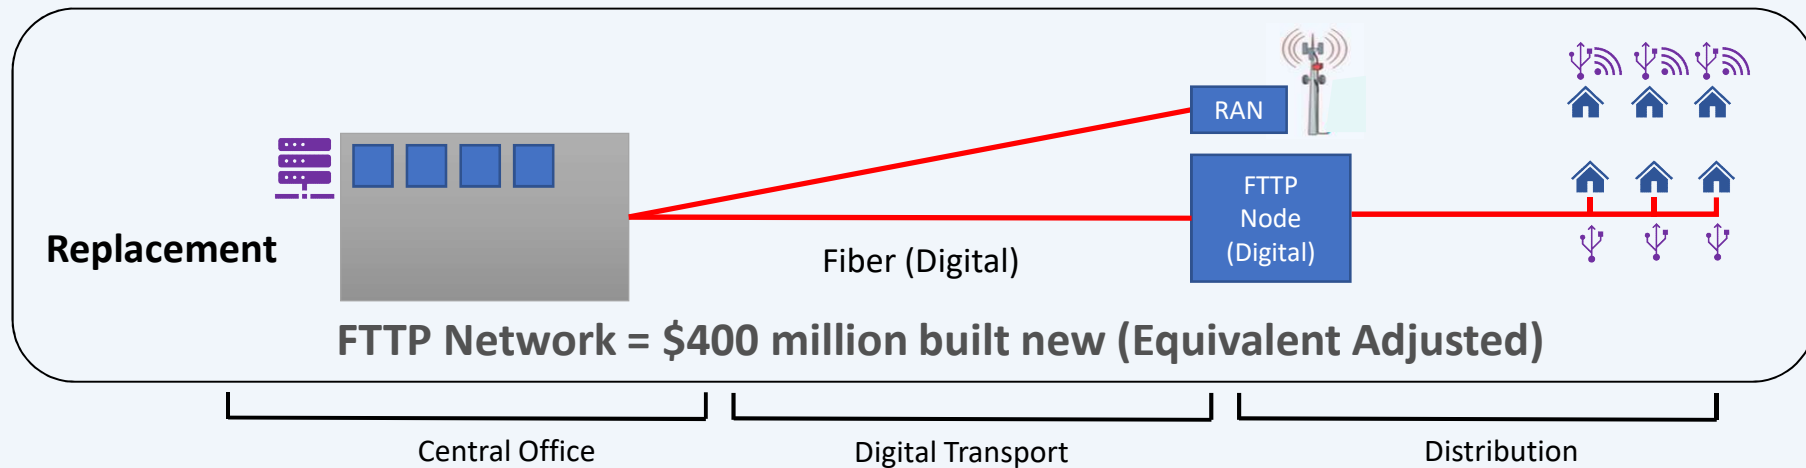 RAN
FTTP
Node
(Digital)
Replacement
Fiber (Digital)
FTTP Network = $400 million built new (Equivalent Adjusted)
Central Office
Digital Transport
Distribution